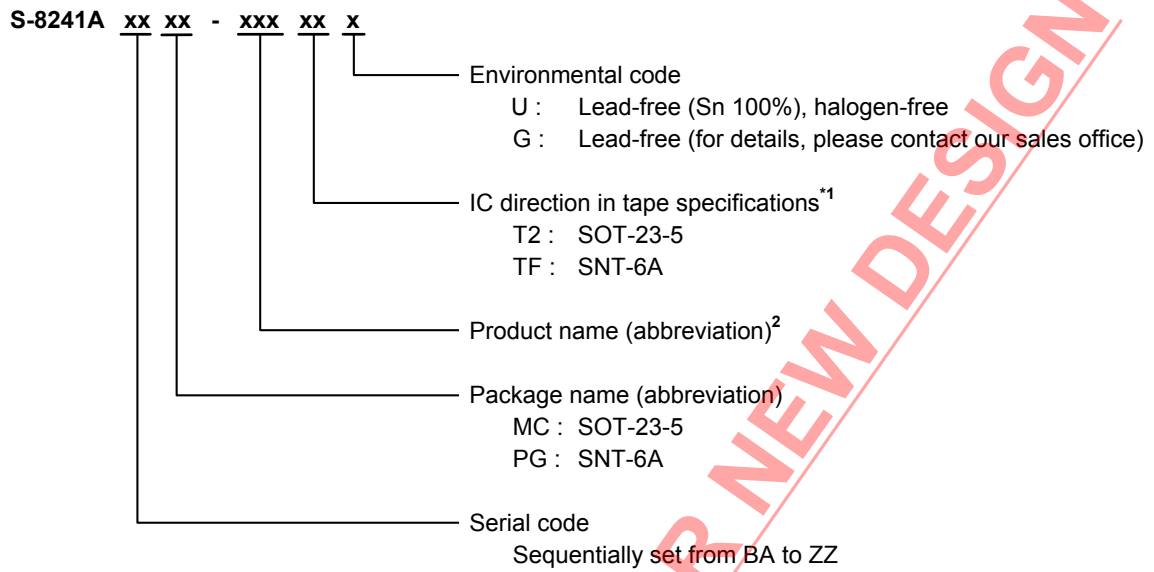 S-8241A xx xx - xxx xx x
Environmental code
U : Lead-free (Sn 100%), halogen-free
G : Lead-free (for details, please contact our sales office)
IC direction in tape specifications*1
T2 : SOT-23-5
TF : SNT-6A
Product name (abbreviation)2
Package name (abbreviation)
MC : SOT-23-5
PG : SNT-6A
Serial code
Sequentially set from BA to ZZ
R NEW DESIGN